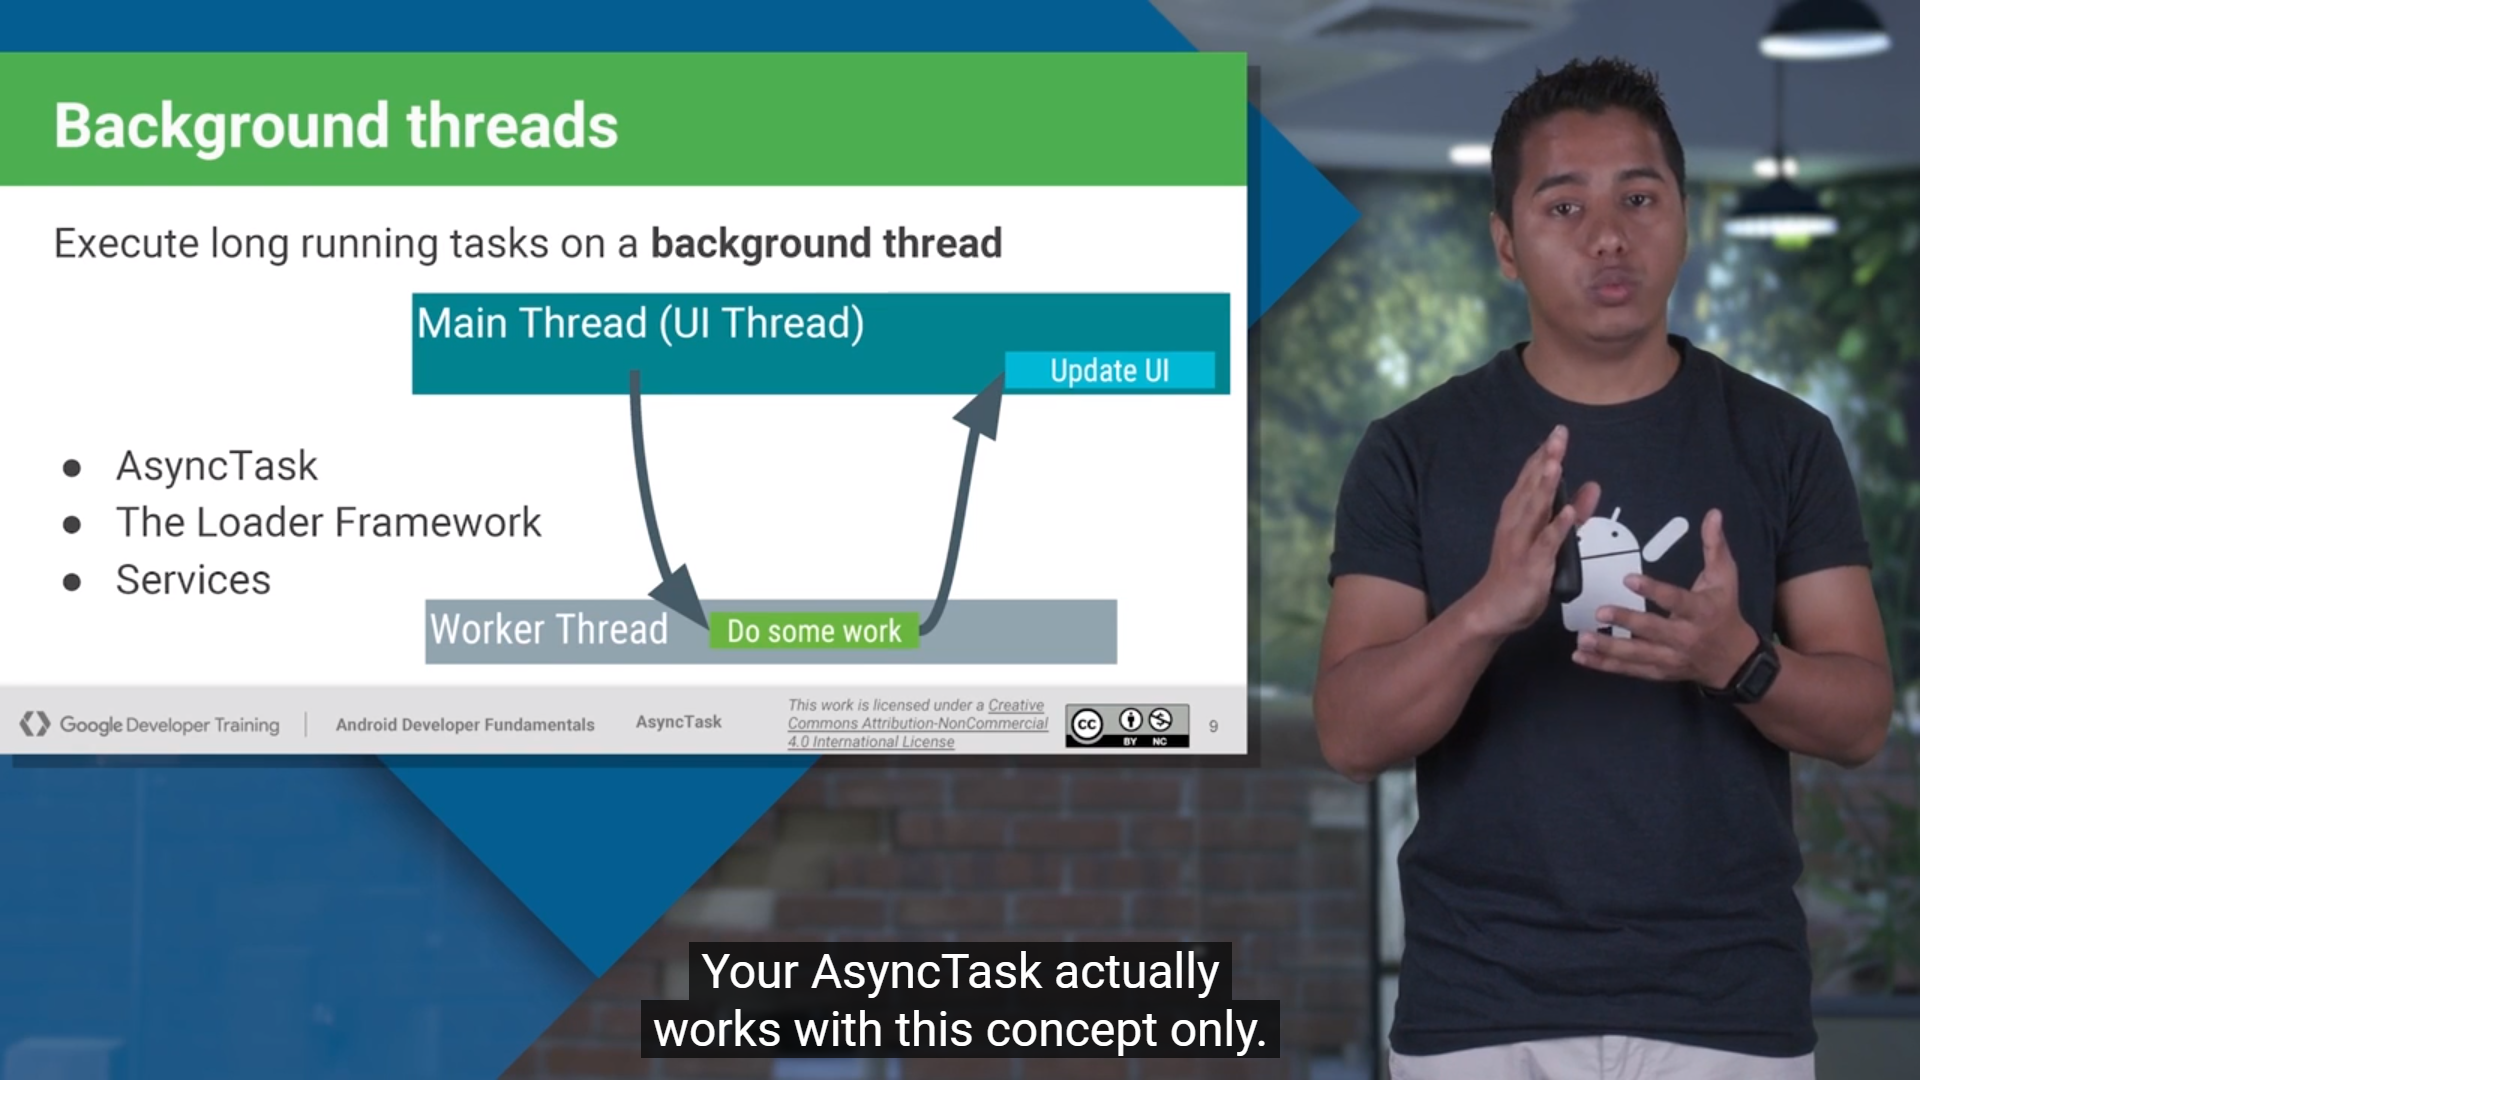 Background threads
Execute long running tasks on a background thread
Main Thread (UI Thread)
Update UI
● AsyncTask
● The Loader Framework
● Services
Worker Thread
Do some work
Google Developer Training
Android Developer Fundamentals
AsyncTask
This work is licensed under a Creative
Commons Attribution-NonCommercial
4.0 International License
cc
BY NC
9
Your AsyncTask actually
works with this concept only.